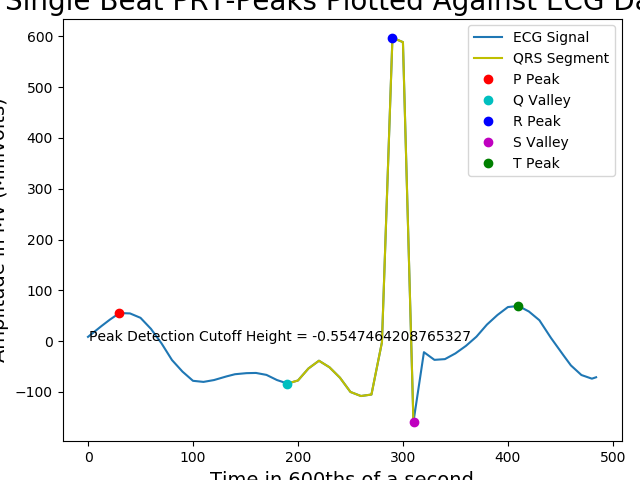 Single Beat PRT-Peaks Plotted Against ECG Da
600
500
400
300
200
100
0
−100
0
100
200
300
400
500
Time in 600ths of a second
Amplitude in MV (Millivolts)
ECG Signal
QRS Segment
P Peak
Q Valley
R Peak
S Valley
T Peak
Peak Detection Cutoff Height = -0.5547464208765327